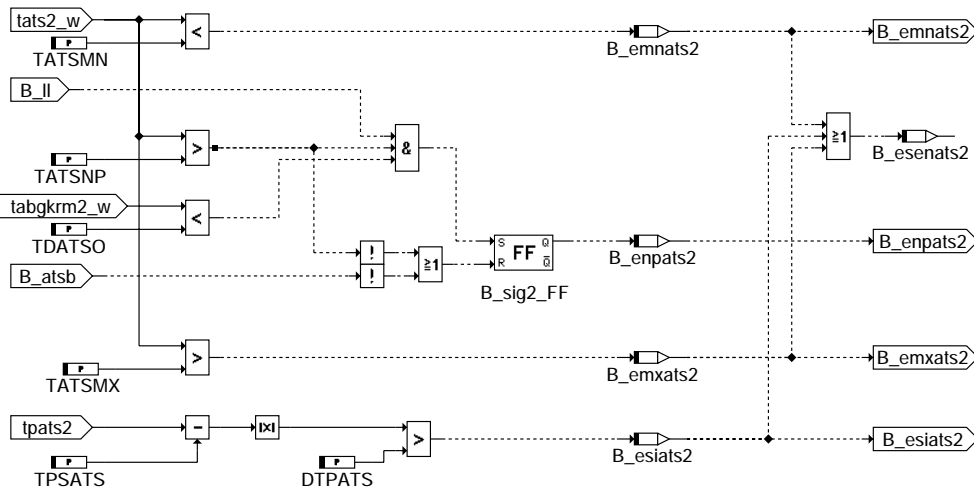 tats2_w
P
TATSMN
<
B_emnats2
B_emnats2
B_ll
&
≧1
B_esenats2
>
P
TATSNP
tabgkrm2_w
<
P
TDATSO
!
!
≧1
S Q
FF
R Q̅
B_sig2_FF
B_enpats2
B_enpats2
B_atsb
>
P
TATSMX
B_emxats2
B_emxats2
tpats2
−
|x|
>
P
TPSATS
P
DTPATS
B_esiats2
B_esiats2